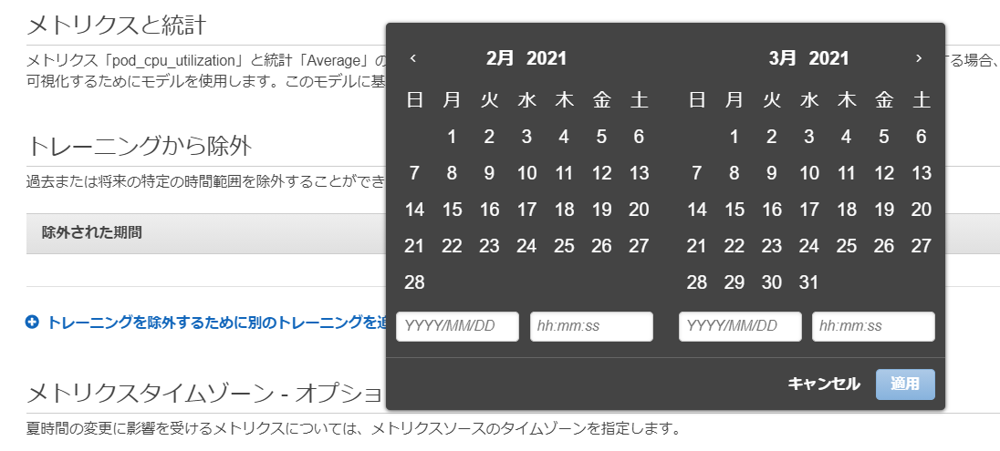 メトリクスと統計
メトリクス「pod_cpu_utilization」と統計「Average」の
する場合、
可視化するためにモデルを使用します。このモデルに基
トレーニングから除外
過去または将来の特定の時間範囲を除外することができ
除外された期間
トレーニングを除外するために別のトレーニングを追
メトリクスタイムゾーン - オプショ
夏時間の変更に影響を受けるメトリクスについては、メトリクスソースのタイムゾーンを指定します。
‹ 2月 2021
日 月 火 水 木 金 土
1 2 3 4 5 6
7 8 9 10 11 12 13
14 15 16 17 18 19 20
21 22 23 24 25 26 27
28
YYYY/MM/DD hh:mm:ss
3月 2021 ›
日 月 火 水 木 金 土
1 2 3 4 5 6
7 8 9 10 11 12 13
14 15 16 17 18 19 20
21 22 23 24 25 26 27
28 29 30 31
YYYY/MM/DD hh:mm:ss
キャンセル 適用